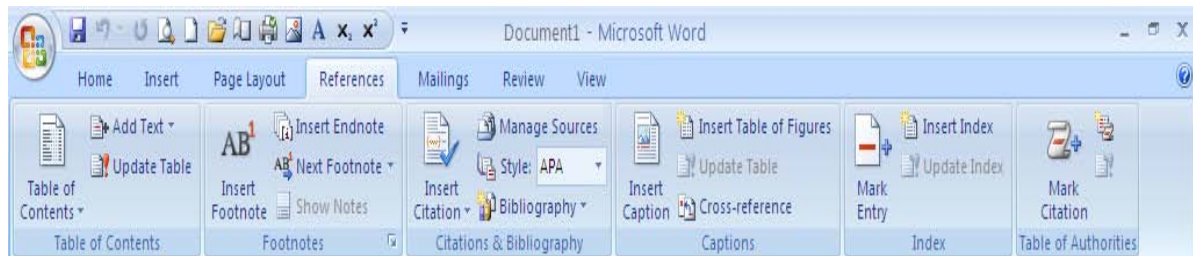 Document1 - Microsoft Word
Home Insert Page Layout References Mailings Review View
Table of Contents
Add Text
Update Table
Table of Contents
AB1
Insert Footnote
Insert Endnote
Next Footnote
Show Notes
Footnotes
Insert Citation
Manage Sources
Style: APA
Bibliography
Citations & Bibliography
Insert Caption
Insert Table of Figures
Update Table
Cross-reference
Captions
Mark Entry
Insert Index
Update Index
Index
Mark Citation
Table of Authorities